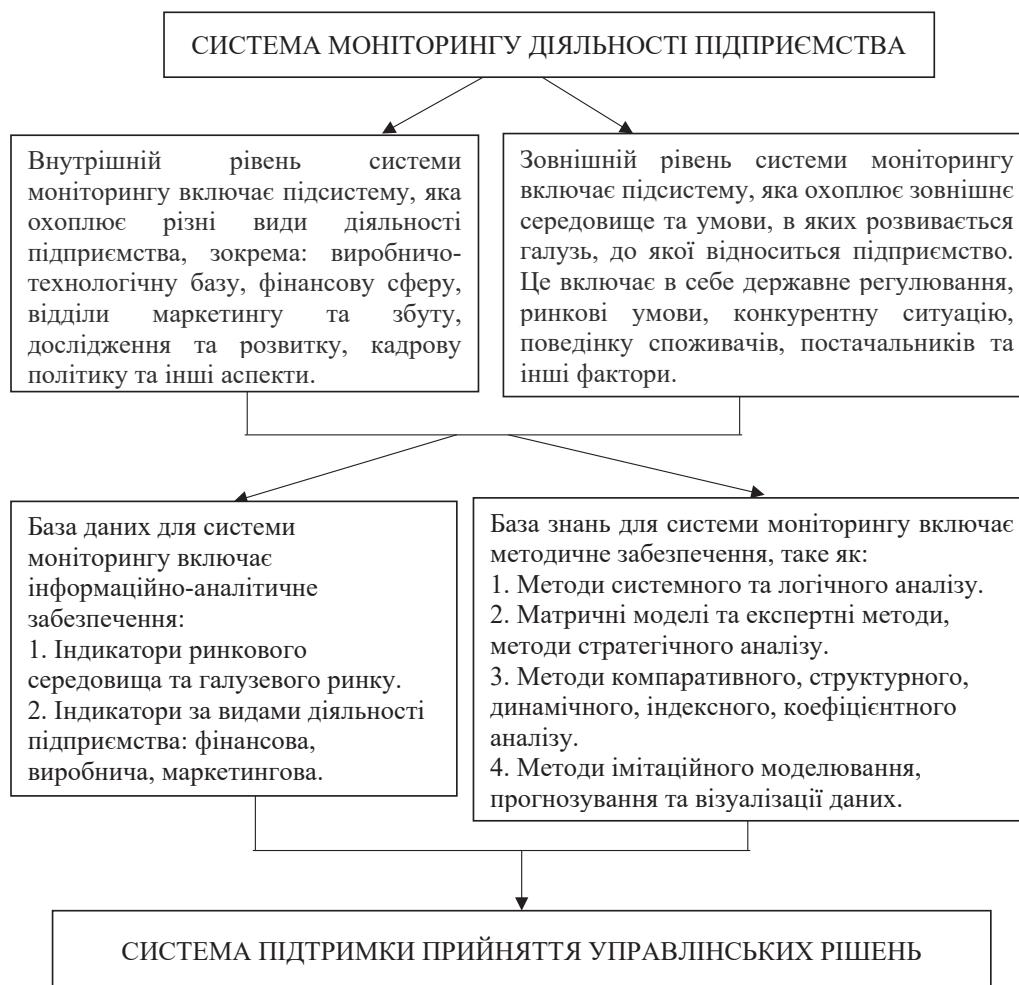 СИСТЕМА МОНІТОРИНГУ ДІЯЛЬНОСТІ ПІДПРИЄМСТВА
Внутрішній рівень системи
моніторингу включає підсистему, яка
охоплює різні види діяльності
підприємства, зокрема: виробничо-
технологічну базу, фінансову сферу,
відділи маркетингу та збуту,
дослідження та розвитку, кадрову
політику та інші аспекти.
Зовнішній рівень системи моніторингу
включає підсистему, яка охоплює зовнішнє
середовище та умови, в яких розвивається
галузь, до якої відноситься підприємство.
Це включає в себе державне регулювання,
ринкові умови, конкурентну ситуацію,
поведінку споживачів, постачальників та
інші фактори.
База даних для системи
моніторингу включає
інформаційно-аналітичне
забезпечення:
1. Індикатори ринкового
середовища та галузевого ринку.
2. Індикатори за видами діяльності
підприємства: фінансова,
виробнича, маркетингова.
База знань для системи моніторингу включає
методичне забезпечення, таке як:
1. Методи системного та логічного аналізу.
2. Матричні моделі та експертні методи,
методи стратегічного аналізу.
3. Методи компаративного, структурного,
динамічного, індексного, коефіцієнтного
аналізу.
4. Методи імітаційного моделювання,
прогнозування та візуалізації даних.
СИСТЕМА ПІДТРИМКИ ПРИЙНЯТТЯ УПРАВЛІНСЬКИХ РІШЕНЬ